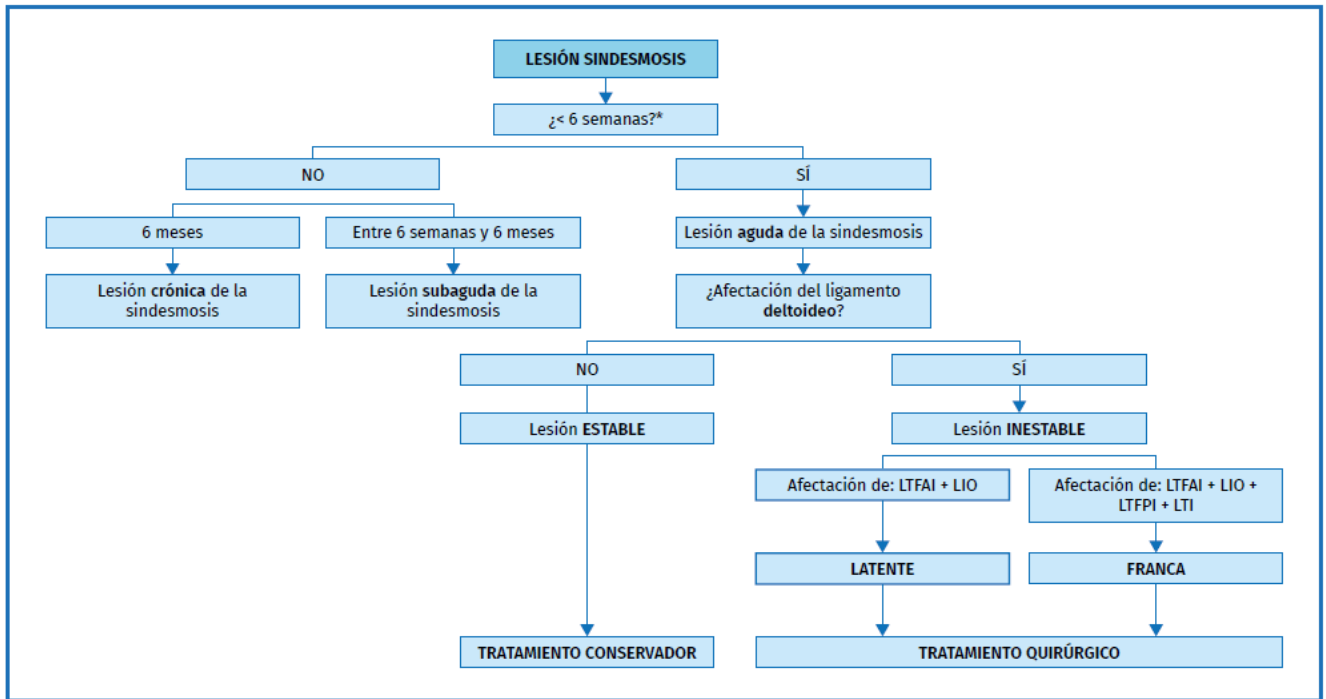 LESIÓN SINDESMOSIS
¿< 6 semanas?*
NO
SÍ
6 meses
Entre 6 semanas y 6 meses
Lesión aguda de la sindesmosis
Lesión crónica de la
sindesmosis
Lesión subaguda de la
sindesmosis
¿Afectación del ligamento
deltoideo?
NO
SÍ
Lesión ESTABLE
Lesión INESTABLE
Afectación de: LTFAI + LIO
Afectación de: LTFAI + LIO +
LTFPI + LTI
LATENTE
FRANCA
TRATAMIENTO CONSERVADOR
TRATAMIENTO QUIRÚRGICO